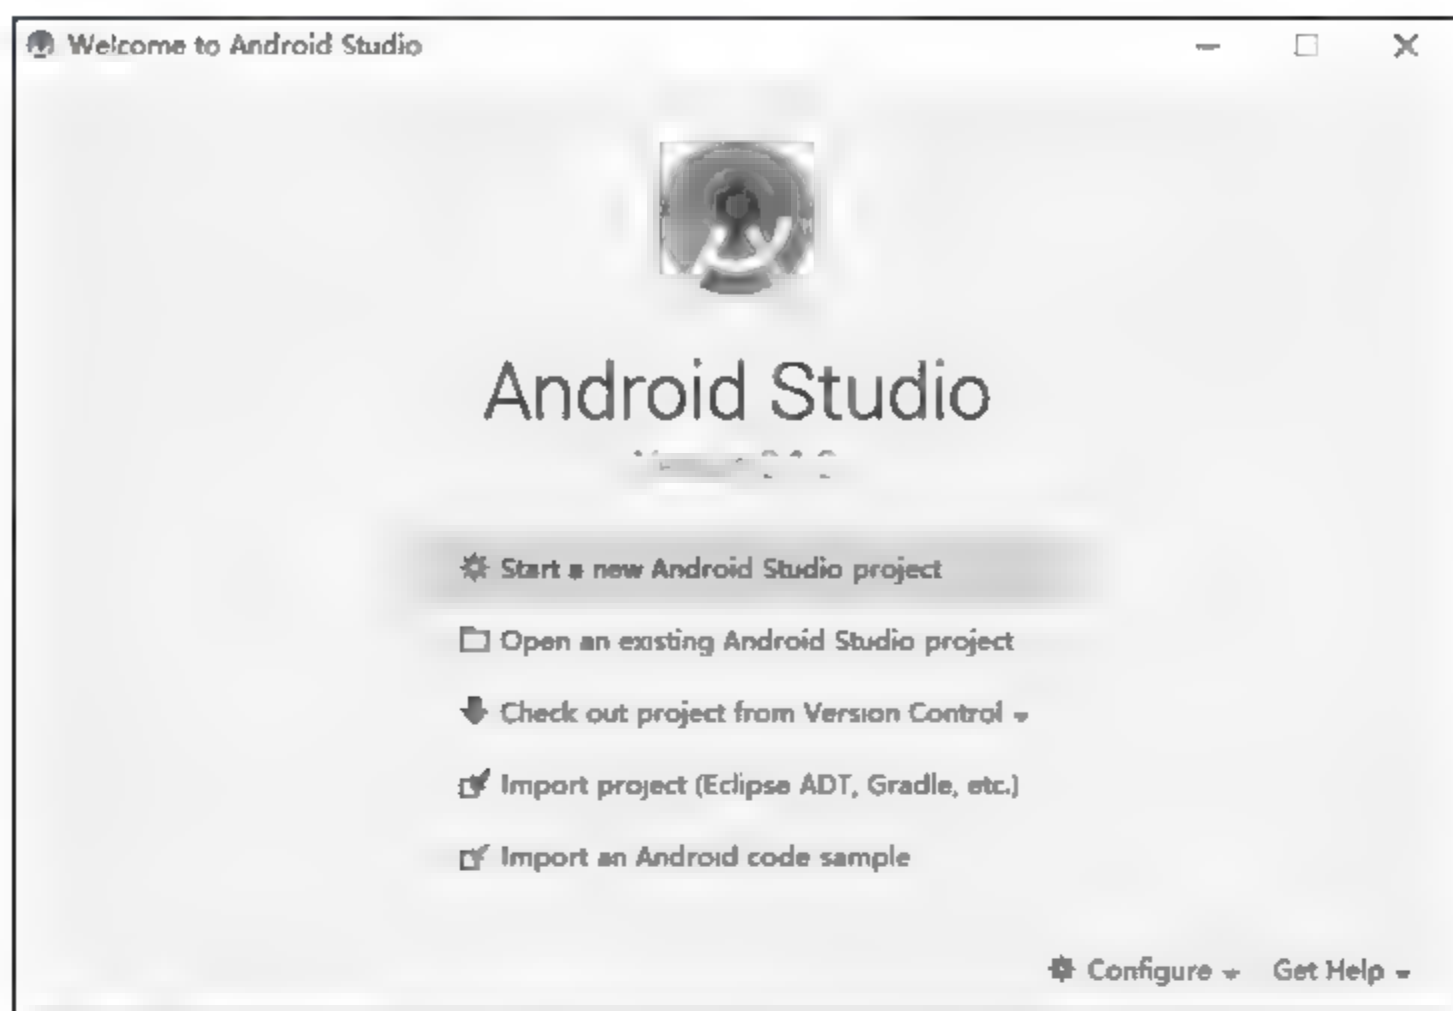 Welcome to Android Studio
Android Studio
Start a new Android Studio project
Open an existing Android Studio project
Check out project from Version Control
Import project (Eclipse ADT, Gradle, etc.)
Import an Android code sample
Configure
Get Help